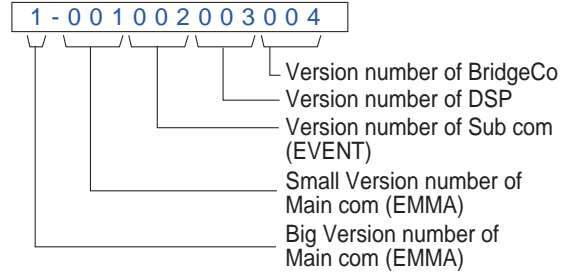 1-001002003004
Version number of BridgeCo
Version number of DSP
Version number of Sub com
(EVENT)
Small Version number of
Main com (EMMA)
Big Version number of
Main com (EMMA)